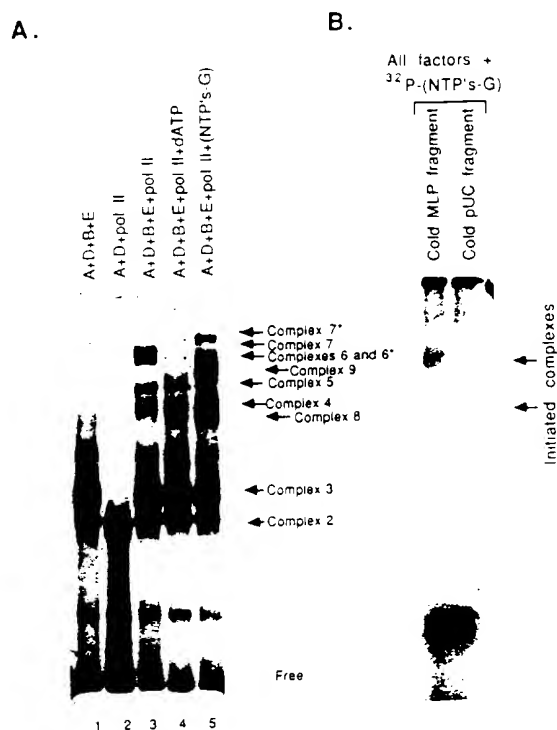 A.
A+D+B+E
A+D+pol II
A+D+B+E+pol II
A+D+B+E+pol II+dATP
A+D+B+E+pol II+(NTP's-G)
Complex 7*
Complex 7
Complexes 6 and 6*
Complex 9
Complex 5
Complex 4
Complex 8
Complex 3
Complex 2
Free
1 2 3 4 5
B.
All factors +
32P-(NTP's-G)
Cold MLP fragment
Cold pUC fragment
Initiated complexes